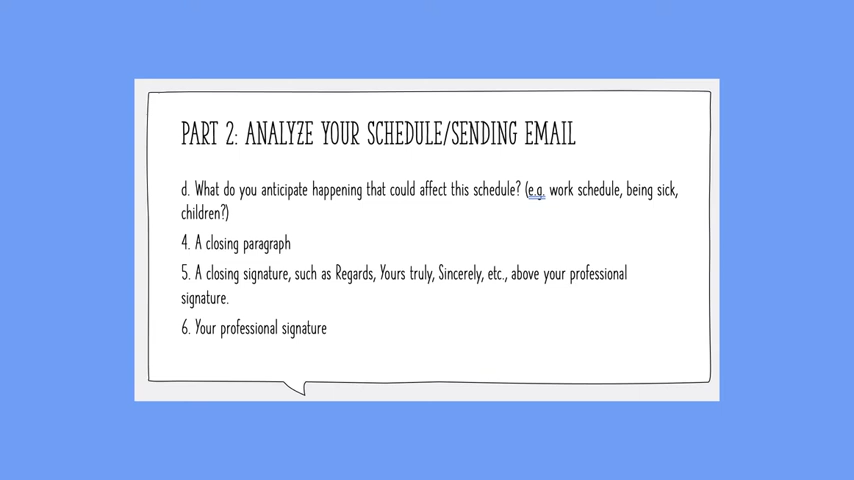 PART 2: ANALYZE YOUR SCHEDULE/SENDING EMAIL
d. What do you anticipate happening that could affect this schedule? (e.g. work schedule, being sick,
children?)
4. A closing paragraph
5. A closing signature, such as Regards, Yours truly, Sincerely, etc., above your professional
signature.
6. Your professional signature